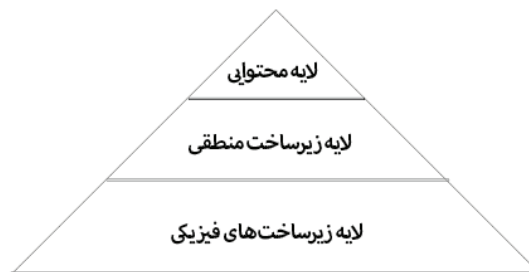 لایه محتوایی
لایه زیرساخت منطقی
لایه زیرساخت‌های فیزیکی